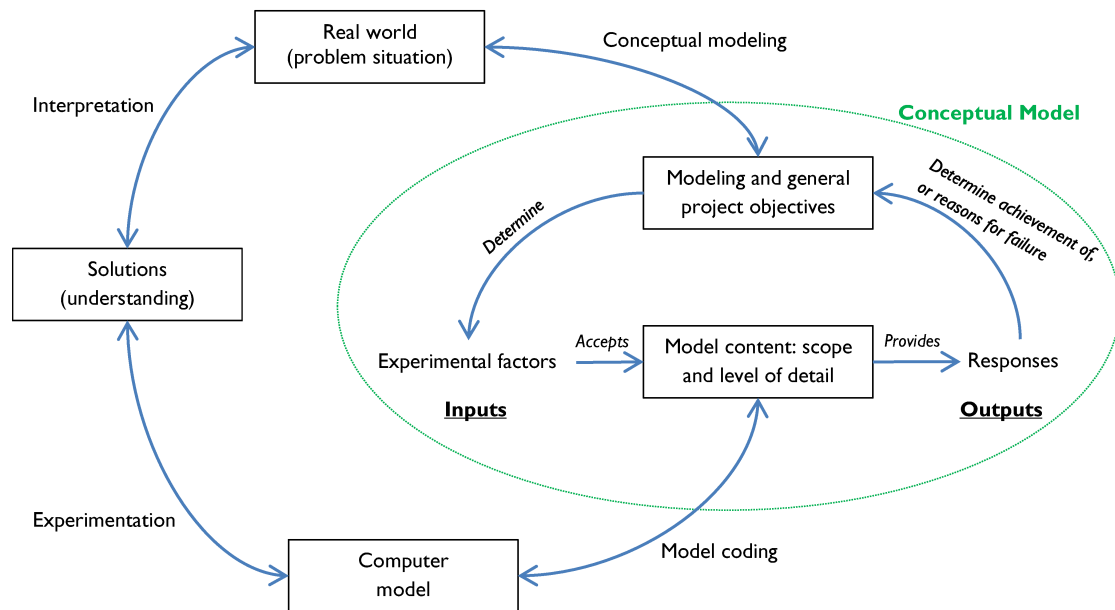 Real world
(problem situation)
Conceptual modeling
Interpretation
Conceptual Model
Modeling and general
project objectives
Determine achievement of,
or reasons for failure
Determine
Solutions
(understanding)
Accepts
Provides
Experimental factors
Model content: scope
and level of detail
Responses
Inputs
Outputs
Experimentation
Model coding
Computer
model